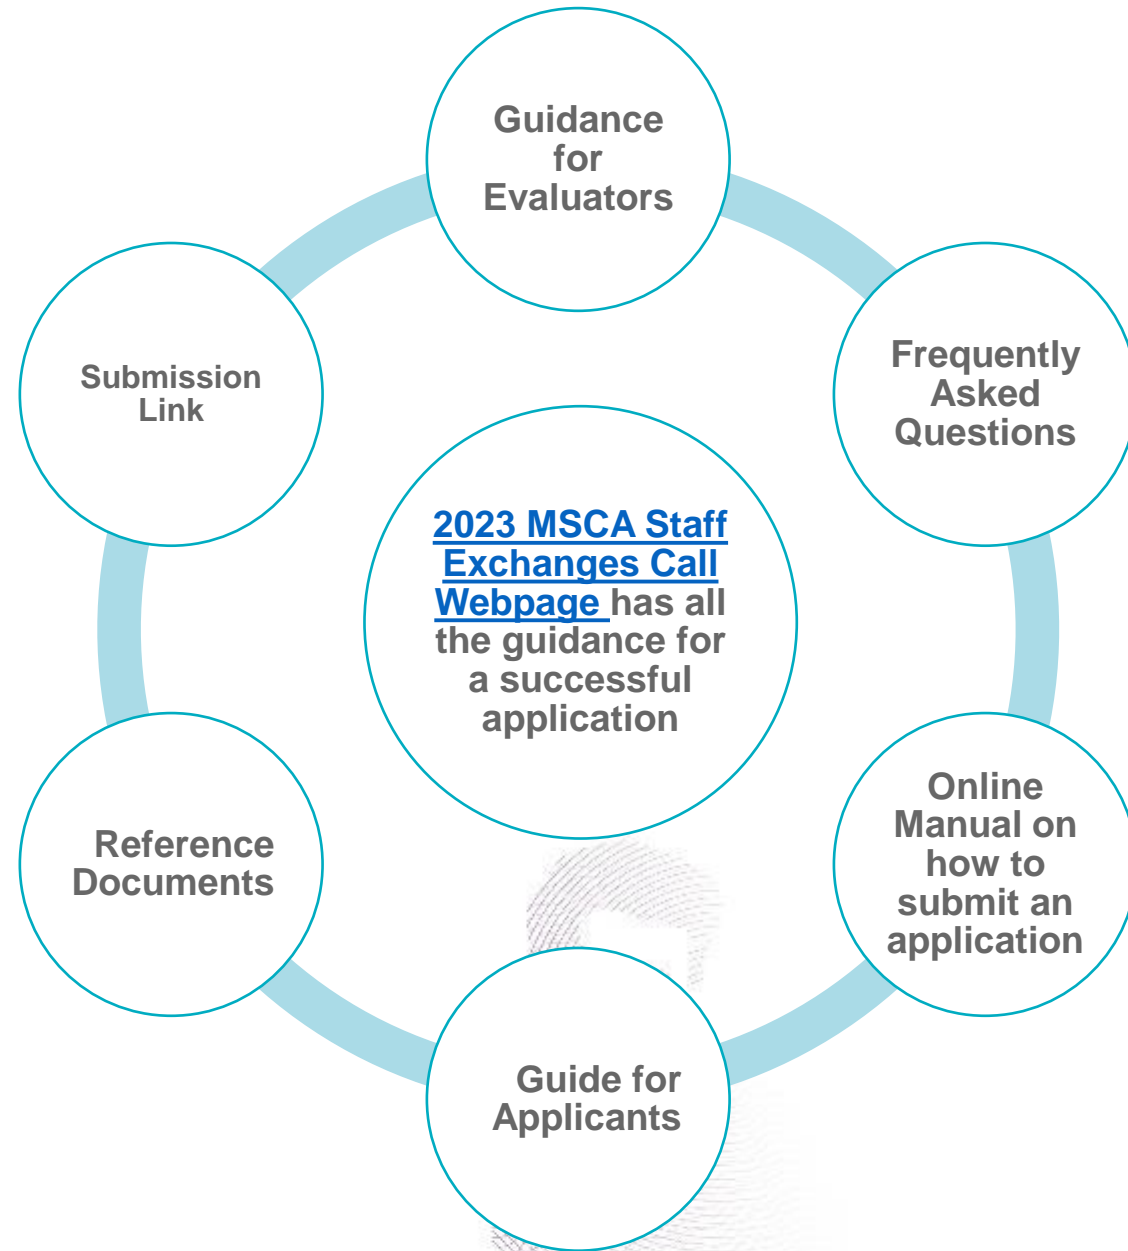 Guidance
for
Evaluators
Frequently
Asked
Questions
Online
Manual on
how to
submit an
application
Guide for
Applicants
Reference
Documents
Submission
Link
2023 MSCA Staff
Exchanges Call
Webpage has all
the guidance for
a successful
application